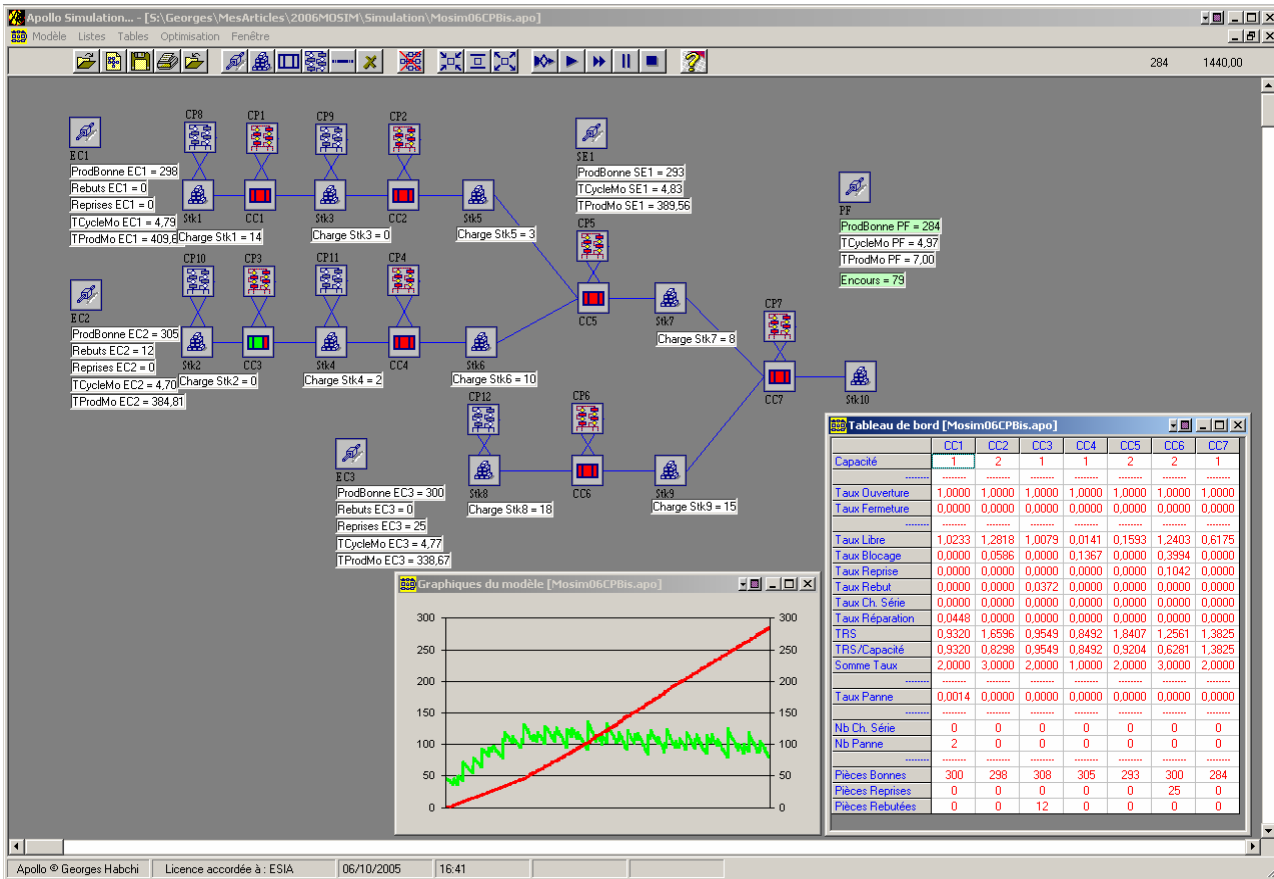 Apollo Simulation... - [S:\Georges\MesArticles\2006MOSIM\Simulation\Mosim06CPBis.apo]
Modèle Listes Tables Optimisation Fenêtre
284 1440,00
CP8 CP1 CP9 CP2
EC1
ProdBonne EC1 = 298
Rebuts EC1 = 0
Reprises EC1 = 0
TCycleMo EC1 = 4,79
TProdMo EC1 = 409,6
Stk1 CC1 Stk3 CC2 Stk5
Charge Stk1 = 14
Charge Stk3 = 0
Charge Stk5 = 3
SE1
ProdBonne SE1 = 293
TCycleMo SE1 = 4,83
TProdMo SE1 = 389,56
CP5
PF
ProdBonne PF = 284
TCycleMo PF = 4,97
TProdMo PF = 7,00
Encours = 79
CP10 CP3 CP11 CP4
EC2
ProdBonne EC2 = 305
Rebuts EC2 = 12
Reprises EC2 = 0
TCycleMo EC2 = 4,70
TProdMo EC2 = 384,81
Stk2 CC3 Stk4 CC4 Stk6
Charge Stk2 = 0
Charge Stk4 = 2
Charge Stk6 = 10
CC5 Stk7
Charge Stk7 = 8
CP7
CC7 Stk10
CP12 CP6
EC3
ProdBonne EC3 = 300
Rebuts EC3 = 0
Reprises EC3 = 25
TCycleMo EC3 = 4,77
TProdMo EC3 = 338,67
Stk8 CC6 Stk9
Charge Stk8 = 18
Charge Stk9 = 15
Graphiques du modèle [Mosim06CPBis.apo]
300 300
250 250
200 200
150 150
100 100
50 50
0 0
Tableau de bord [Mosim06CPBis.apo]
CC1 CC2 CC3 CC4 CC5 CC6 CC7
Capacité 1 2 1 1 2 2 1
-------- ------- ------- ------- ------- ------- ------- -------
Taux Ouverture 1,0000 1,0000 1,0000 1,0000 1,0000 1,0000 1,0000
Taux Fermeture 0,0000 0,0000 0,0000 0,0000 0,0000 0,0000 0,0000
-------- ------- ------- ------- ------- ------- ------- -------
Taux Libre 1,0233 1,2818 1,0079 0,0141 0,1593 1,2403 0,6175
Taux Blocage 0,0000 0,0586 0,0000 0,1367 0,0000 0,3994 0,0000
Taux Reprise 0,0000 0,0000 0,0000 0,0000 0,0000 0,1042 0,0000
Taux Rebut 0,0000 0,0000 0,0372 0,0000 0,0000 0,0000 0,0000
Taux Ch. Série 0,0000 0,0000 0,0000 0,0000 0,0000 0,0000 0,0000
Taux Réparation 0,0448 0,0000 0,0000 0,0000 0,0000 0,0000 0,0000
TRS 0,9320 1,6596 0,9549 0,8492 1,8407 1,2561 1,3825
TRS/Capacité 0,9320 0,8298 0,9549 0,8492 0,9204 0,6281 1,3825
Somme Taux 2,0000 3,0000 2,0000 1,0000 2,0000 3,0000 2,0000
-------- ------- ------- ------- ------- ------- ------- -------
Taux Panne 0,0014 0,0000 0,0000 0,0000 0,0000 0,0000 0,0000
-------- ------- ------- ------- ------- ------- ------- -------
Nb Ch. Série 0 0 0 0 0 0 0
Nb Panne 2 0 0 0 0 0 0
-------- ------- ------- ------- ------- ------- ------- -------
Pièces Bonnes 300 298 308 305 293 300 284
Pièces Reprises 0 0 0 0 0 25 0
Pièces Rebutées 0 0 12 0 0 0 0
Apollo © Georges Habchi Licence accordée à : ESIA 06/10/2005 16:41